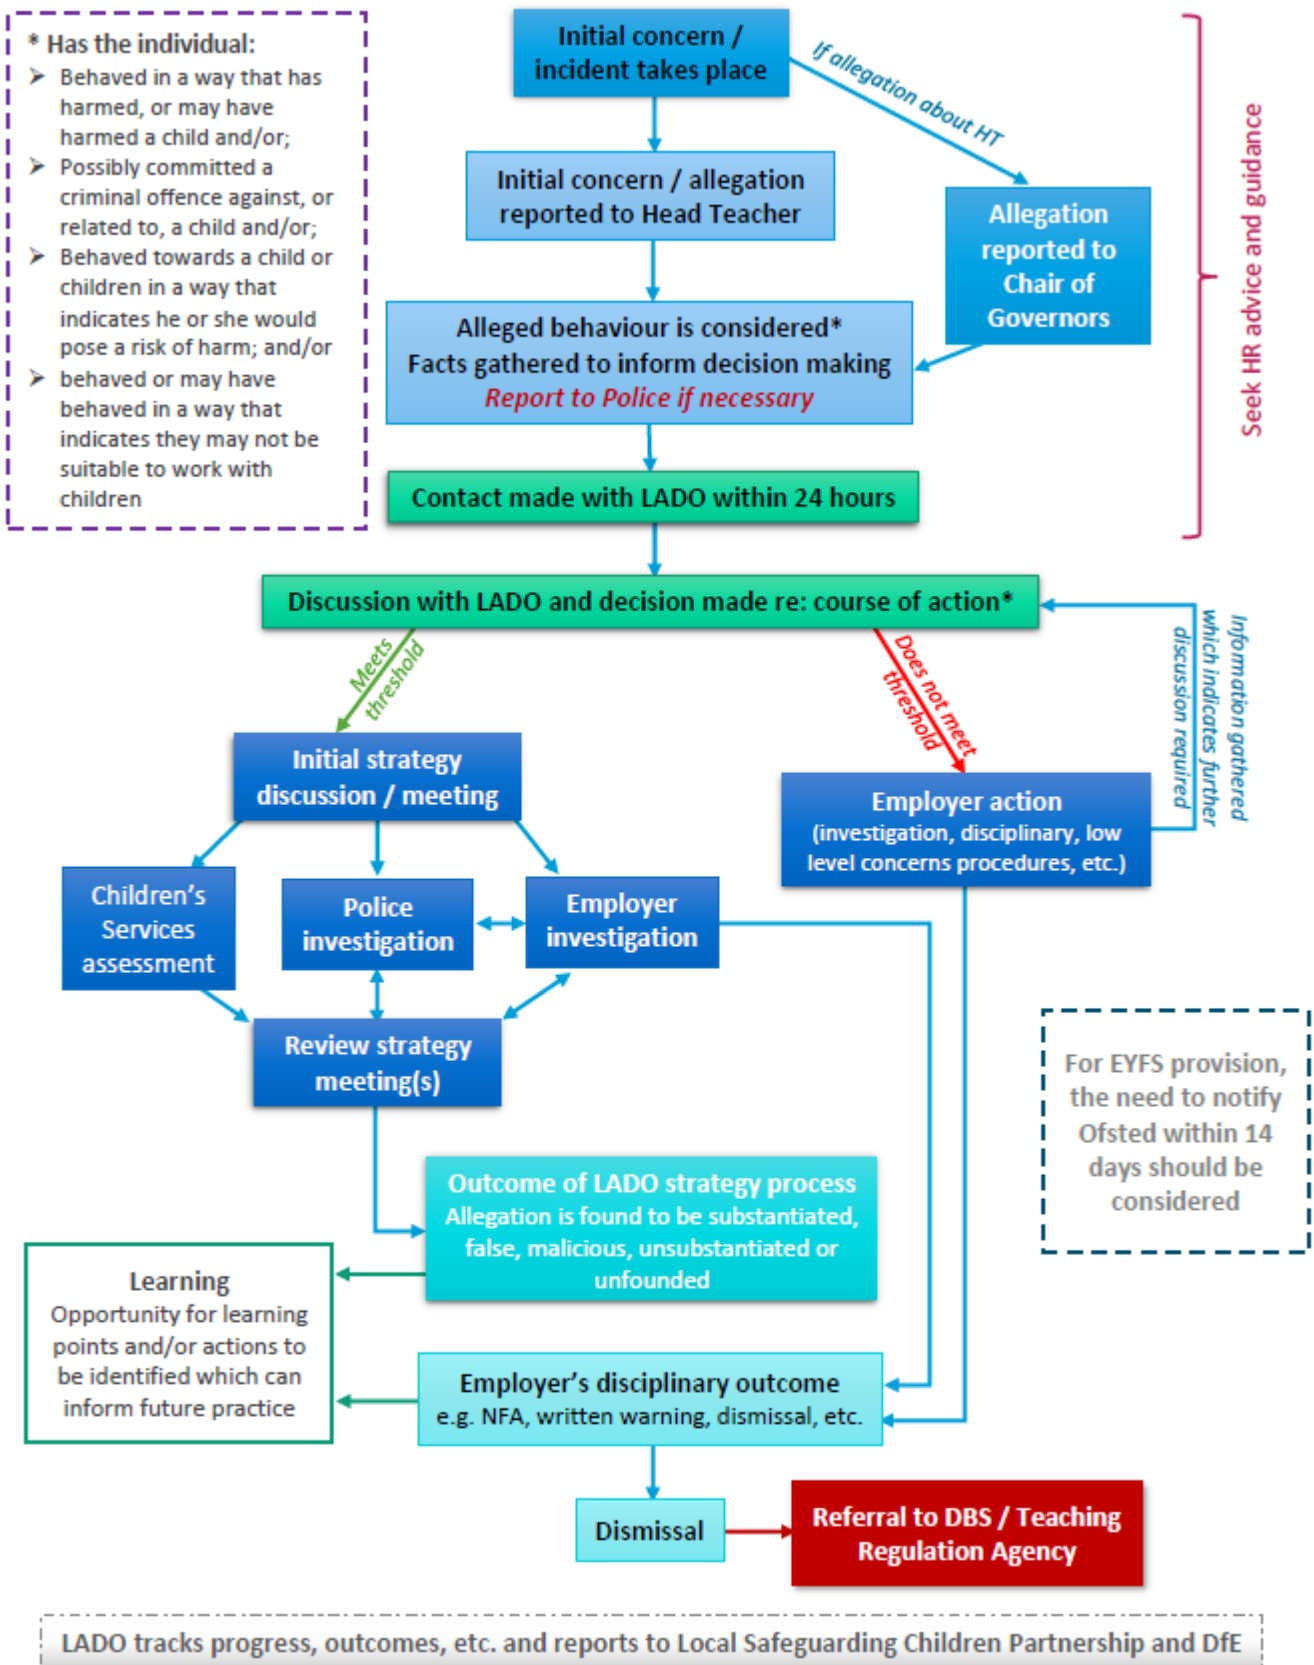 * Has the individual:
➤ Behaved in a way that has
harmed, or may have
harmed a child and/or;
➤ Possibly committed a
criminal offence against, or
related to, a child and/or;
➤ Behaved towards a child or
children in a way that
indicates he or she would
pose a risk of harm; and/or
➤ behaved or may have
behaved in a way that
indicates they may not be
suitable to work with
children
Initial concern /
incident takes place
If allegation about HT
Initial concern / allegation
reported to Head Teacher
Allegation
reported to
Chair of
Governors
Seek HR advice and guidance
Alleged behaviour is considered*
Facts gathered to inform decision making
Report to Police if necessary
Contact made with LADO within 24 hours
Discussion with LADO and decision made re: course of action*
Meets
threshold
Does not meet
threshold
Information gathered
which indicates further
discussion required
Initial strategy
discussion / meeting
Employer action
(investigation, disciplinary, low
level concerns procedures, etc.)
Children's
Services
assessment
Police
investigation
Employer
investigation
Review strategy
meeting(s)
For EYFS provision,
the need to notify
Ofsted within 14
days should be
considered
Outcome of LADO strategy process
Allegation is found to be substantiated,
false, malicious, unsubstantiated or
unfounded
Learning
Opportunity for learning
points and/or actions to
be identified which can
inform future practice
Employer's disciplinary outcome
e.g. NFA, written warning, dismissal, etc.
Dismissal
Referral to DBS / Teaching
Regulation Agency
LADO tracks progress, outcomes, etc. and reports to Local Safeguarding Children Partnership and DfE